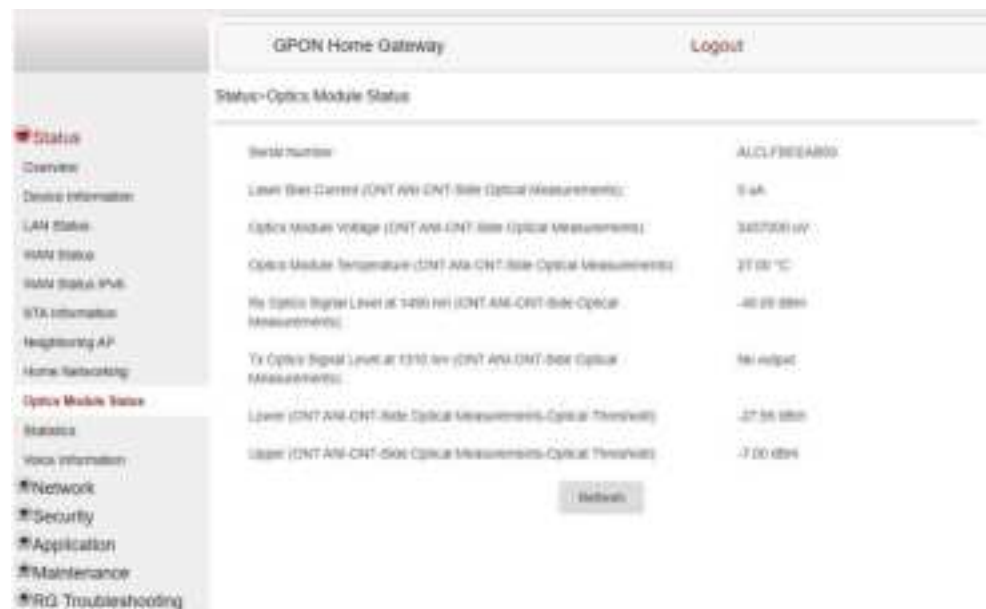 GPON Home Gateway
Logout
Status>Optics Module Status
Status
Overview
Device Information
LAN Status
WAN Status
WAN Status IPv6
STA Information
Neighboring AP
Home Networking
Optics Module Status
Statistics
Voice Information
Network
Security
Application
Maintenance
RG Troubleshooting
Serial Number
Laser Bias Current (ONT ANI-ONT-Side Optical Measurements):
0 uA
Optics Module Voltage (ONT ANI-ONT-Side Optical Measurements):
uV
Optics Module Temperature (ONT ANI-ONT-Side Optical Measurements):
27.00 °C
Rx Optics Signal Level at 1490 nm (ONT ANI-ONT-Side Optical
Measurements):
dBm
Tx Optics Signal Level at 1310 nm (ONT ANI-ONT-Side Optical
Measurements):
No output
Lower (ONT ANI-ONT-Side Optical Measurements-Optical Threshold):
dBm
Upper (ONT ANI-ONT-Side Optical Measurements-Optical Threshold):
-7.00 dBm
Refresh